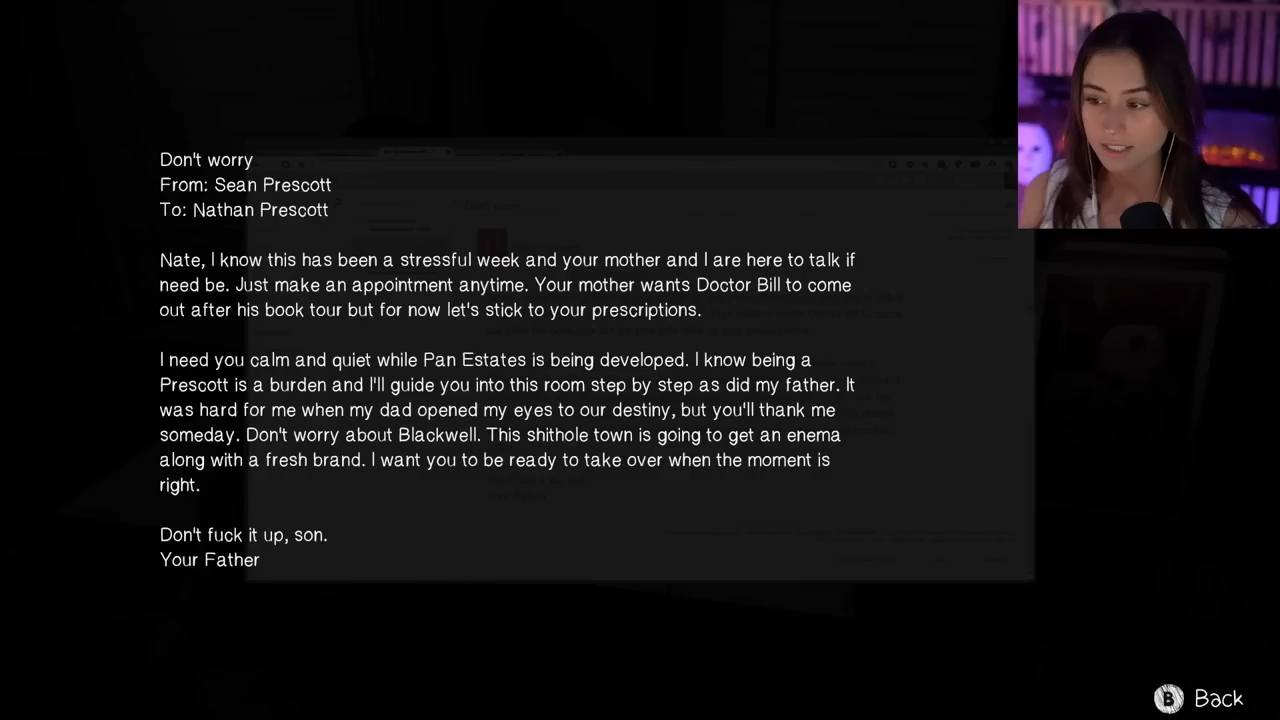 Don't worry
From: Sean Prescott
To: Nathan Prescott
Nate, I know this has been a stressful week and your mother and I are here to talk if
need be. Just make an appointment anytime. Your mother wants Doctor Bill to come
out after his book tour but for now let's stick to your prescriptions.
I need you calm and quiet while Pan Estates is being developed. I know being a
Prescott is a burden and I'll guide you into this room step by step as did my father. It
was hard for me when my dad opened my eyes to our destiny, but you'll thank me
someday. Don't worry about Blackwell. This shithole town is going to get an enema
along with a fresh brand. I want you to be ready to take over when the moment is
right.
Don't fuck it up, son.
Your Father
B Back